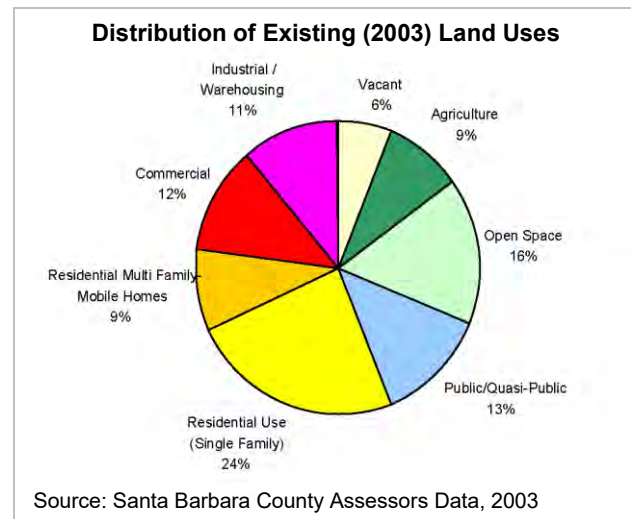 Distribution of Existing (2003) Land Uses
Industrial /
Warehousing
11%
Vacant
6%
Agriculture
9%
Commercial
12%
Open Space
16%
Residential Multi Family-
Mobile Homes
9%
Public/Quasi-Public
13%
Residential Use
(Single Family)
24%
Source: Santa Barbara County Assessors Data, 2003